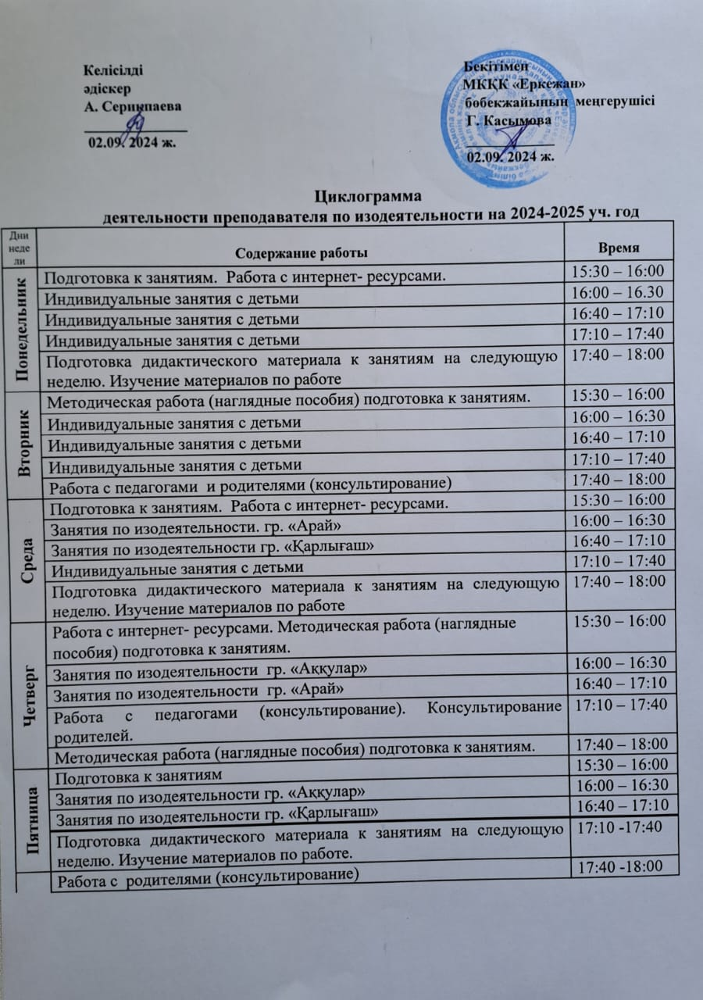 Келісілді
әдіскер
А. Серикпаева
02.09. 2024 ж.
Бекітімен
МКҚК «Еркежан»
бөбекжайының меңгерушісі
Г. Касымова
02.09. 2024 ж.
Циклограмма
деятельности преподавателя по изодеятельности на 2024-2025 уч. год
Дни
неде
ли
Содержание работы
Время
Понедельник
Подготовка к занятиям. Работа с интернет- ресурсами.
15:30 – 16:00
Индивидуальные занятия с детьми
16:00 – 16.30
Индивидуальные занятия с детьми
16:40 – 17:10
Индивидуальные занятия с детьми
17:10 – 17:40
Подготовка дидактического материала к занятиям на следующую
неделю. Изучение материалов по работе
17:40 – 18:00
Вторник
Методическая работа (наглядные пособия) подготовка к занятиям.
15:30 – 16:00
Индивидуальные занятия с детьми
16:00 – 16:30
Индивидуальные занятия с детьми
16:40 – 17:10
Индивидуальные занятия с детьми
17:10 – 17:40
Работа с педагогами и родителями (консультирование)
17:40 – 18:00
Среда
Подготовка к занятиям. Работа с интернет- ресурсами.
15:30 – 16:00
Занятия по изодеятельности. гр. «Арай»
16:00 – 16:30
Занятия по изодеятельности гр. «Қарлығаш»
16:40 – 17:10
Индивидуальные занятия с детьми
17:10 – 17:40
Подготовка дидактического материала к занятиям на следующую
неделю. Изучение материалов по работе
17:40 – 18:00
Четверг
Работа с интернет- ресурсами. Методическая работа (наглядные
пособия) подготовка к занятиям.
15:30 – 16:00
Занятия по изодеятельности гр. «Аққулар»
16:00 – 16:30
Занятия по изодеятельности гр. «Арай»
16:40 – 17:10
Работа с педагогами (консультирование). Консультирование
родителей.
17:10 – 17:40
Методическая работа (наглядные пособия) подготовка к занятиям.
17:40 – 18:00
Пятница
Подготовка к занятиям
15:30 – 16:00
Занятия по изодеятельности гр. «Аққулар»
16:00 – 16:30
Занятия по изодеятельности гр. «Қарлығаш»
16:40 – 17:10
Подготовка дидактического материала к занятиям на следующую
неделю. Изучение материалов по работе.
17:10 -17:40
Работа с родителями (консультирование)
17:40 -18:00